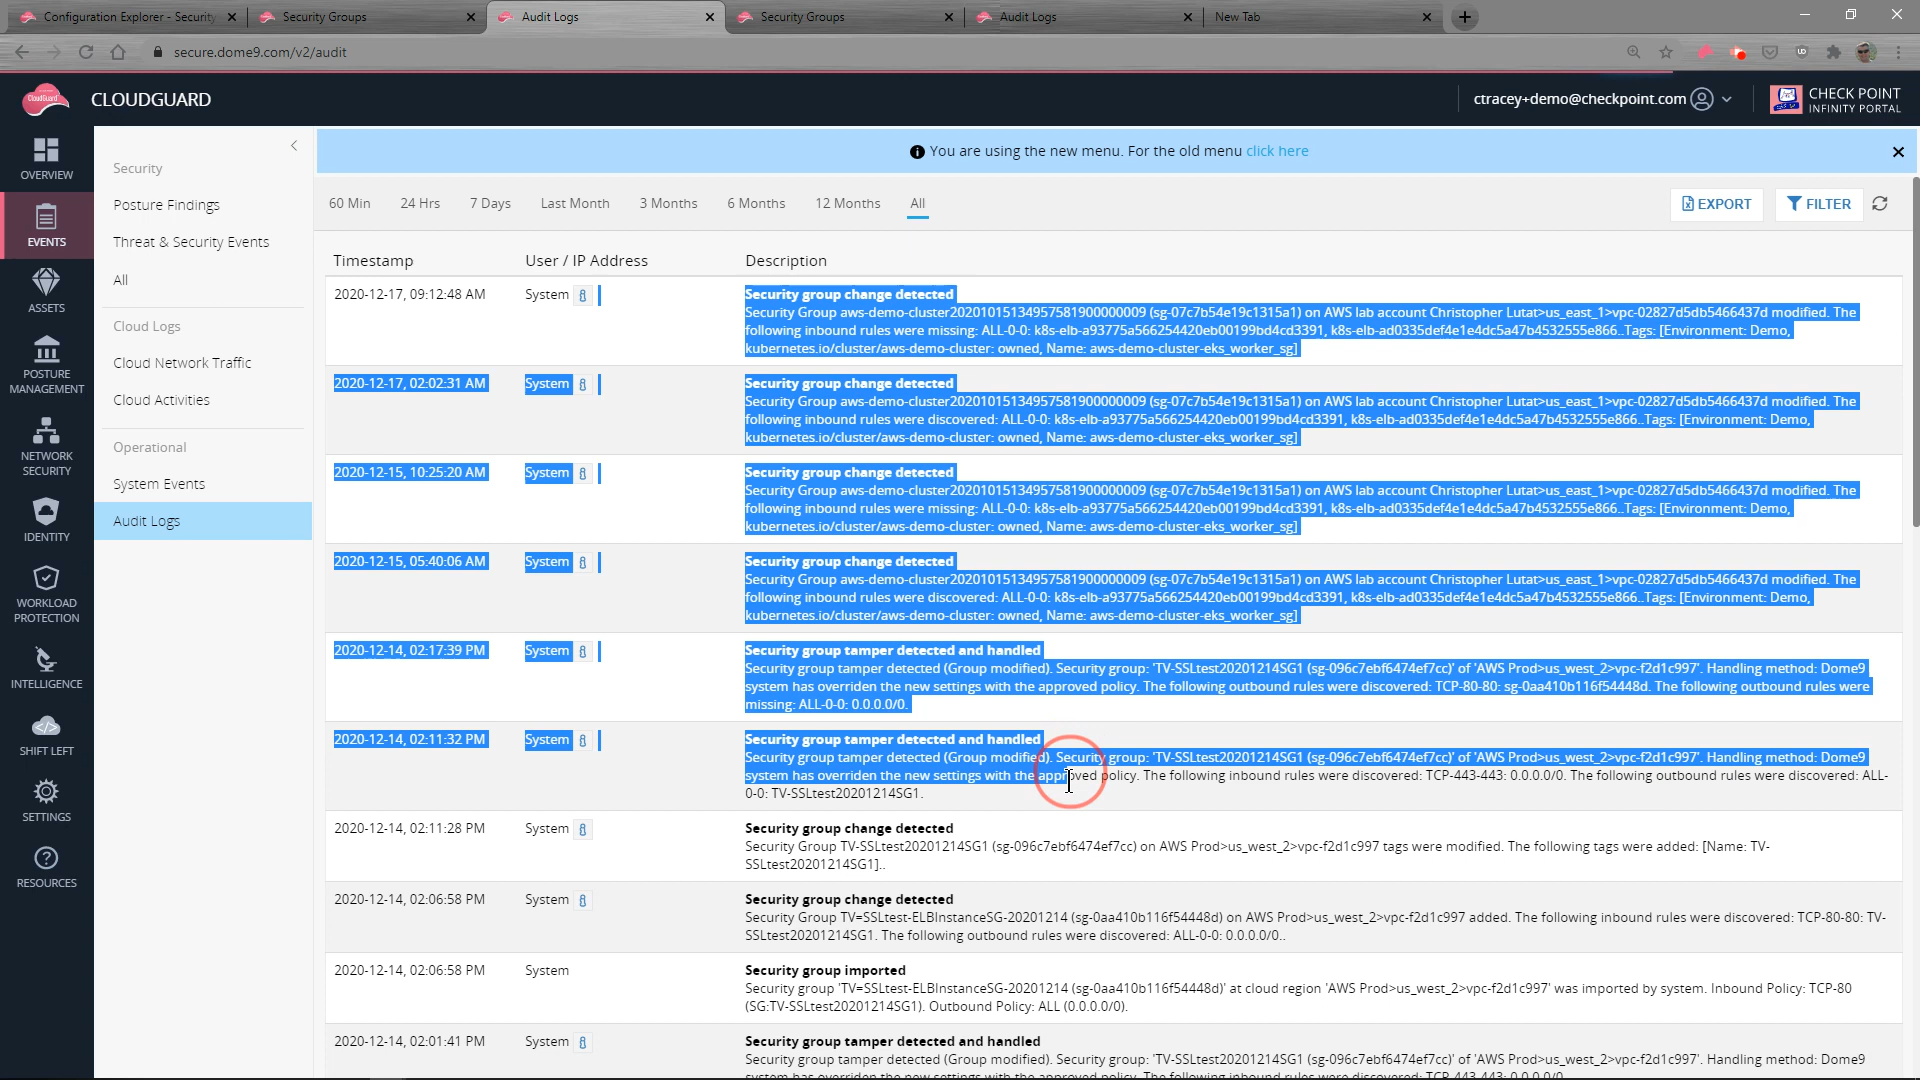 Configuration Explorer - Security
Security Groups
Audit Logs
Security Groups
Audit Logs
New Tab
secure.dome9.com/v2/audit
CloudGuard
CLOUDGUARD
ctracey+demo@checkpoint.com
CHECK POINT
INFINITY PORTAL
OVERVIEW
EVENTS
ASSETS
POSTURE
MANAGEMENT
NETWORK
SECURITY
IDENTITY
WORKLOAD
PROTECTION
INTELLIGENCE
SHIFT LEFT
SETTINGS
RESOURCES
Security
Posture Findings
Threat & Security Events
All
Cloud Logs
Cloud Network Traffic
Cloud Activities
Operational
System Events
Audit Logs
You are using the new menu. For the old menu click here
60 Min 24 Hrs 7 Days Last Month 3 Months 6 Months 12 Months All
EXPORT
FILTER
Timestamp User / IP Address Description
2020-12-17, 09:12:48 AM System Security group change detected
Security Group aws-demo-cluster20201015134957581900000009 (sg-07c7b54e19c1315a1) on AWS lab account Christopher Lutat>us_east_1>vpc-02827d5db5466437d modified. The
following inbound rules were missing: ALL-0-0: k8s-elb-a93775a566254420eb00199bd4cd3391, k8s-elb-ad0335def4e1e4dc5a47b4532555e866..Tags: [Environment: Demo,
kubernetes.io/cluster/aws-demo-cluster: owned, Name: aws-demo-cluster-eks_worker_sg]
2020-12-17, 02:02:31 AM System Security group change detected
Security Group aws-demo-cluster20201015134957581900000009 (sg-07c7b54e19c1315a1) on AWS lab account Christopher Lutat>us_east_1>vpc-02827d5db5466437d modified. The
following inbound rules were discovered: ALL-0-0: k8s-elb-a93775a566254420eb00199bd4cd3391, k8s-elb-ad0335def4e1e4dc5a47b4532555e866..Tags: [Environment: Demo,
kubernetes.io/cluster/aws-demo-cluster: owned, Name: aws-demo-cluster-eks_worker_sg]
2020-12-15, 10:25:20 AM System Security group change detected
Security Group aws-demo-cluster20201015134957581900000009 (sg-07c7b54e19c1315a1) on AWS lab account Christopher Lutat>us_east_1>vpc-02827d5db5466437d modified. The
following inbound rules were missing: ALL-0-0: k8s-elb-a93775a566254420eb00199bd4cd3391, k8s-elb-ad0335def4e1e4dc5a47b4532555e866..Tags: [Environment: Demo,
kubernetes.io/cluster/aws-demo-cluster: owned, Name: aws-demo-cluster-eks_worker_sg]
2020-12-15, 05:40:06 AM System Security group change detected
Security Group aws-demo-cluster20201015134957581900000009 (sg-07c7b54e19c1315a1) on AWS lab account Christopher Lutat>us_east_1>vpc-02827d5db5466437d modified. The
following inbound rules were discovered: ALL-0-0: k8s-elb-a93775a566254420eb00199bd4cd3391, k8s-elb-ad0335def4e1e4dc5a47b4532555e866..Tags: [Environment: Demo,
kubernetes.io/cluster/aws-demo-cluster: owned, Name: aws-demo-cluster-eks_worker_sg]
2020-12-14, 02:17:39 PM System Security group tamper detected and handled
Security group tamper detected (Group modified). Security group: 'TV-SSLtest20201214SG1 (sg-096c7ebf6474ef7cc)' of 'AWS Prod>us_west_2>vpc-f2d1c997'. Handling method: Dome9
system has overriden the new settings with the approved policy. The following outbound rules were discovered: TCP-80-80: sg-0aa410b116f54448d. The following outbound rules were
missing: ALL-0-0: 0.0.0.0/0.
2020-12-14, 02:11:32 PM System Security group tamper detected and handled
Security group tamper detected (Group modified). Security group: 'TV-SSLtest20201214SG1 (sg-096c7ebf6474ef7cc)' of 'AWS Prod>us_west_2>vpc-f2d1c997'. Handling method: Dome9
system has overriden the new settings with the approved policy. The following inbound rules were discovered: TCP-443-443: 0.0.0.0/0. The following outbound rules were discovered: ALL-
0-0: TV-SSLtest20201214SG1.
2020-12-14, 02:11:28 PM System Security group change detected
Security Group TV-SSLtest20201214SG1 (sg-096c7ebf6474ef7cc) on AWS Prod>us_west_2>vpc-f2d1c997 tags were modified. The following tags were added: [Name: TV-
SSLtest20201214SG1]..
2020-12-14, 02:06:58 PM System Security group change detected
Security Group TV=SSLtest-ELBInstanceSG-20201214 (sg-0aa410b116f54448d) on AWS Prod>us_west_2>vpc-f2d1c997 added. The following inbound rules were discovered: TCP-80-80: TV-
SSLtest20201214SG1. The following outbound rules were discovered: ALL-0-0: 0.0.0.0/0..
2020-12-14, 02:06:58 PM System Security group imported
Security group 'TV=SSLtest-ELBInstanceSG-20201214 (sg-0aa410b116f54448d)' at cloud region 'AWS Prod>us_west_2>vpc-f2d1c997' was imported by system. Inbound Policy: TCP-80
(SG:TV-SSLtest20201214SG1). Outbound Policy: ALL (0.0.0.0/0).
2020-12-14, 02:01:41 PM System Security group tamper detected and handled
Security group tamper detected (Group modified). Security group: 'TV-SSLtest20201214SG1 (sg-096c7ebf6474ef7cc)' of 'AWS Prod>us_west_2>vpc-f2d1c997'. Handling method: Dome9
system has overriden the new settings with the approved policy. The following inbound rules were discovered: TCP-443-443: 0.0.0.0/0